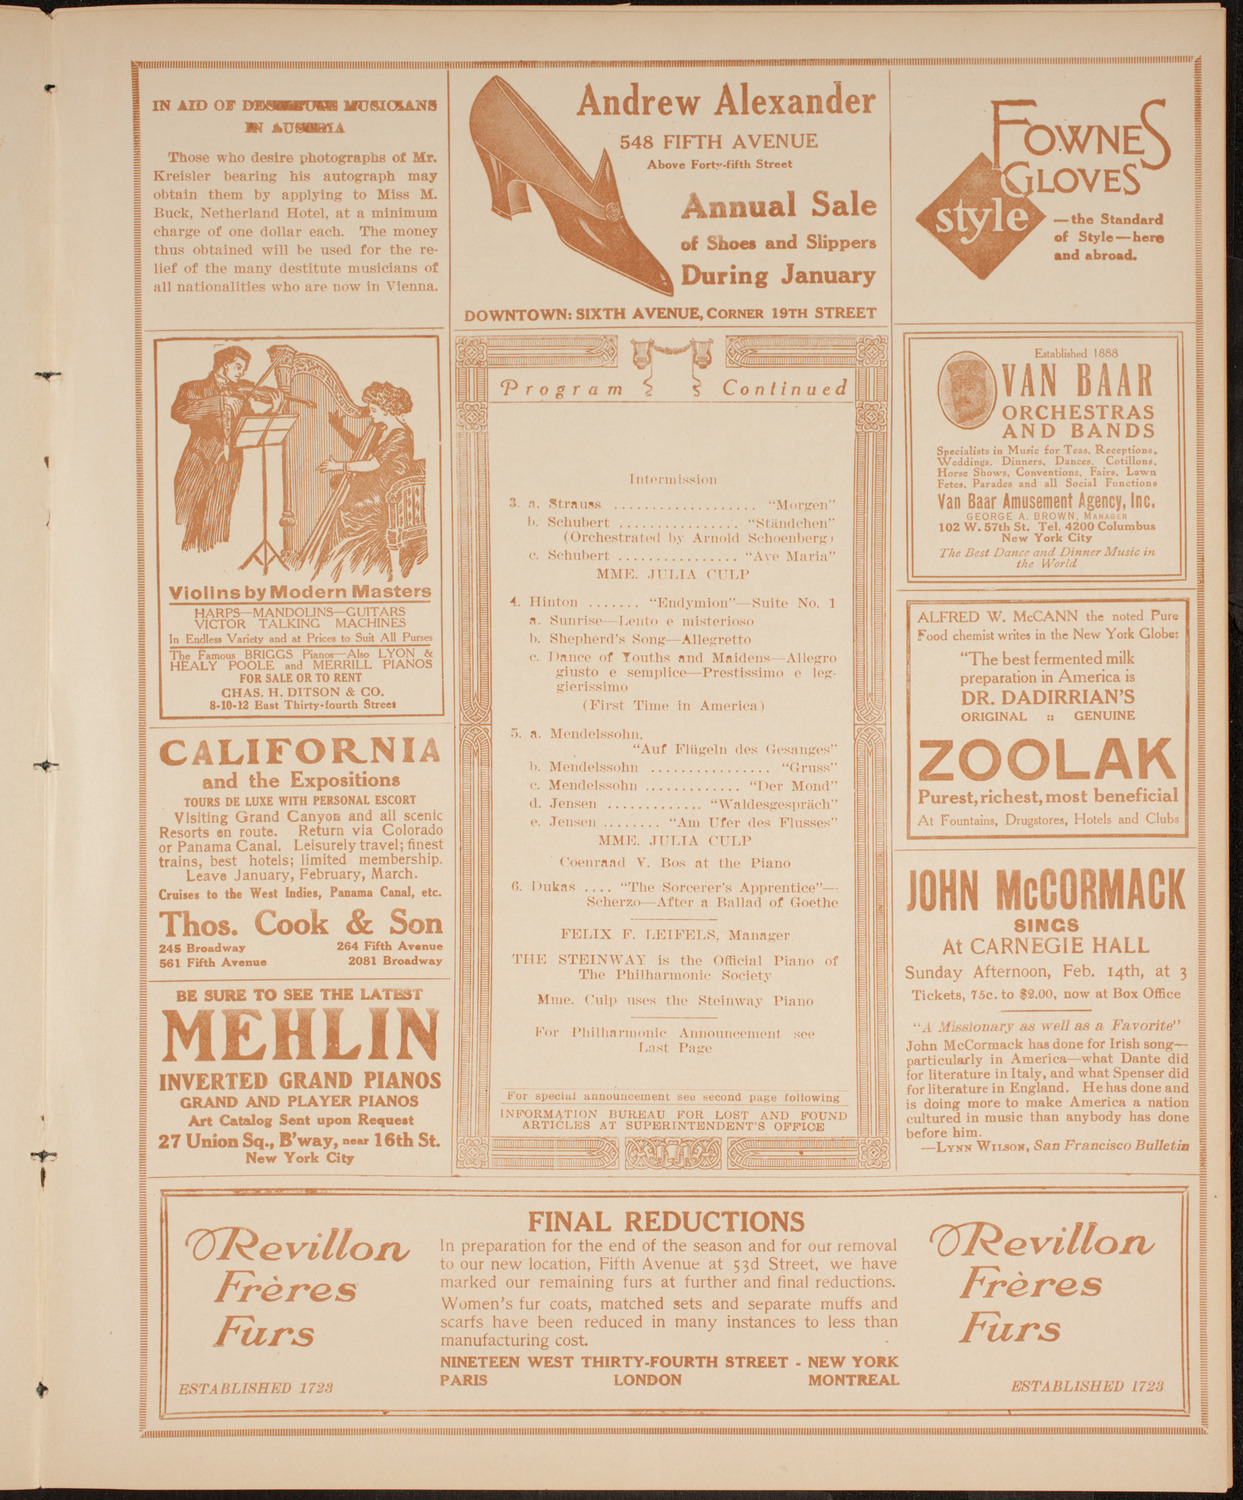 IN AID OF DESTITUTE MUSICIANS
IN AUSTRIA
Those who desire photographs of Mr.
Kreisler bearing his autograph may
obtain them by applying to Miss M.
Buck, Netherland Hotel, at a minimum
charge of one dollar each. The money
thus obtained will be used for the re-
lief of the many destitute musicians of
all nationalities who are now in Vienna.
Andrew Alexander
548 FIFTH AVENUE
Above Forty-fifth Street
Annual Sale
of Shoes and Slippers
During January
DOWNTOWN: SIXTH AVENUE, CORNER 19TH STREET
FOWNES
GLOVES
style
—the Standard
of Style—here
and abroad.
Violins by Modern Masters
HARPS—MANDOLINS—GUITARS
VICTOR TALKING MACHINES
In Endless Variety and at Prices to Suit All Purses
The Famous BRIGGS Pianos—Also LYON &
HEALY POOLE and MERRILL PIANOS
FOR SALE OR TO RENT
CHAS. H. DITSON & CO.
8-10-12 East Thirty-fourth Street
CALIFORNIA
and the Expositions
TOURS DE LUXE WITH PERSONAL ESCORT
Visiting Grand Canyon and all scenic
Resorts en route. Return via Colorado
or Panama Canal. Leisurely travel; finest
trains, best hotels; limited membership.
Leave January, February, March.
Cruises to the West Indies, Panama Canal, etc.
Thos. Cook & Son
245 Broadway 264 Fifth Avenue
561 Fifth Avenue 2081 Broadway
BE SURE TO SEE THE LATEST
MEHLIN
INVERTED GRAND PIANOS
GRAND AND PLAYER PIANOS
Art Catalog Sent upon Request
27 Union Sq., B'way, near 16th St.
New York City
Program Continued
Intermission
3. a. Strauss .................. "Morgen"
b. Schubert ............... "Ständchen"
(Orchestrated by Arnold Schoenberg)
c. Schubert ............... "Ave Maria"
MME. JULIA CULP
4. Hinton ....... "Endymion"—Suite No. 1
a. Sunrise—Lento e misterioso
b. Shepherd's Song—Allegretto
c. Dance of Youths and Maidens—Allegro
giusto e semplice—Prestissimo e leg-
gierissimo
(First Time in America)
5. a. Mendelssohn,
"Auf Flügeln des Gesanges"
b. Mendelssohn ................ "Gruss"
c. Mendelssohn ............. "Der Mond"
d. Jensen ............. "Waldesgespräch"
e. Jensen ........ "Am Ufer des Flusses"
MME. JULIA CULP
Coenraad V. Bos at the Piano
6. Dukas .... "The Sorcerer's Apprentice"—
Scherzo—After a Ballad of Goethe
FELIX F. LEIFELS, Manager
THE STEINWAY is the Official Piano of
The Philharmonic Society
Mme. Culp uses the Steinway Piano
For Philharmonic Announcement see
Last Page
For special announcement see second page following
INFORMATION BUREAU FOR LOST AND FOUND
ARTICLES AT SUPERINTENDENT'S OFFICE
Established 1888
VAN BAAR
ORCHESTRAS
AND BANDS
Specialists in Music for Teas, Receptions,
Weddings, Dinners, Dances, Cotillons,
Horse Shows, Conventions, Fairs, Lawn
Fetes, Parades and all Social Functions
Van Baar Amusement Agency, Inc.
GEORGE A. BROWN, MANAGER
102 W. 57th St. Tel. 4200 Columbus
New York City
The Best Dance and Dinner Music in
the World
ALFRED W. McCANN the noted Pure
Food chemist writes in the New York Globe:
"The best fermented milk
preparation in America is
DR. DADIRRIAN'S
ORIGINAL :: GENUINE
ZOOLAK
Purest, richest, most beneficial
At Fountains, Drugstores, Hotels and Clubs
JOHN McCORMACK
SINGS
At CARNEGIE HALL
Sunday Afternoon, Feb. 14th, at 3
Tickets, 75c. to $2.00, now at Box Office
"A Missionary as well as a Favorite"
John McCormack has done for Irish song—
particularly in America—what Dante did
for literature in Italy, and what Spenser did
for literature in England. He has done and
is doing more to make America a nation
cultured in music than anybody has done
before him.
—LYNN WILSON, San Francisco Bulletin
Revillon
Frères
Furs
ESTABLISHED 1723
FINAL REDUCTIONS
In preparation for the end of the season and for our removal
to our new location, Fifth Avenue at 53d Street, we have
marked our remaining furs at further and final reductions.
Women's fur coats, matched sets and separate muffs and
scarfs have been reduced in many instances to less than
manufacturing cost.
NINETEEN WEST THIRTY-FOURTH STREET - NEW YORK
PARIS LONDON MONTREAL
Revillon
Frères
Furs
ESTABLISHED 1723